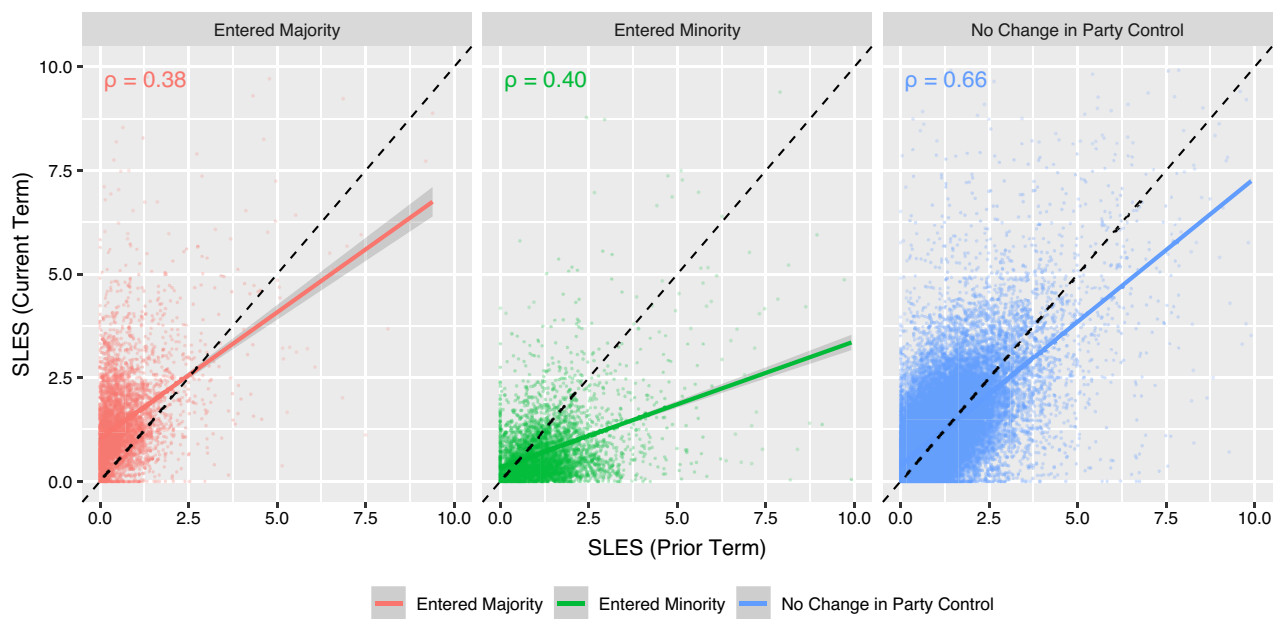 Entered Majority
Entered Minority
No Change in Party Control
ρ = 0.38
ρ = 0.40
ρ = 0.66
SLES (Current Term)
10.0
7.5
5.0
2.5
0.0
0.0 2.5 5.0 7.5 10.0
0.0 2.5 5.0 7.5 10.0
0.0 2.5 5.0 7.5 10.0
SLES (Prior Term)
Entered Majority
Entered Minority
No Change in Party Control